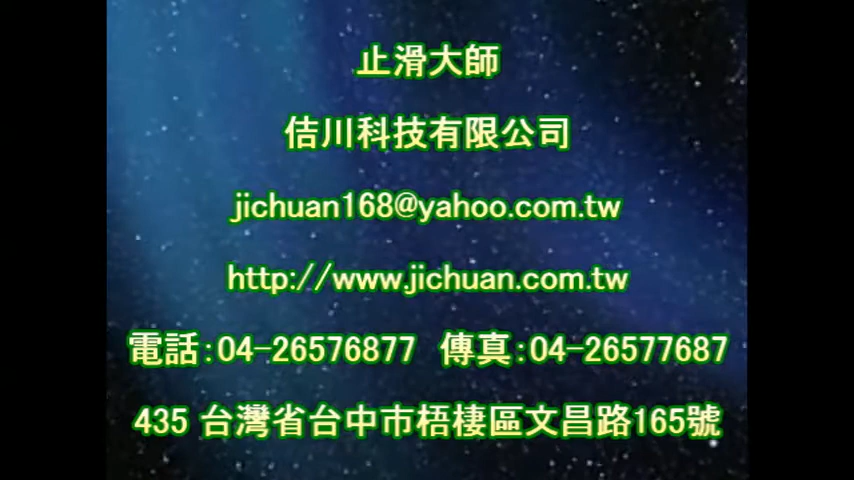 止滑大師
佶川科技有限公司
jichuan168@yahoo.com.tw
http://www.jichuan.com.tw
電話:04-26576877 傳真:04-26577687
435 台灣省台中市梧棲區文昌路165號